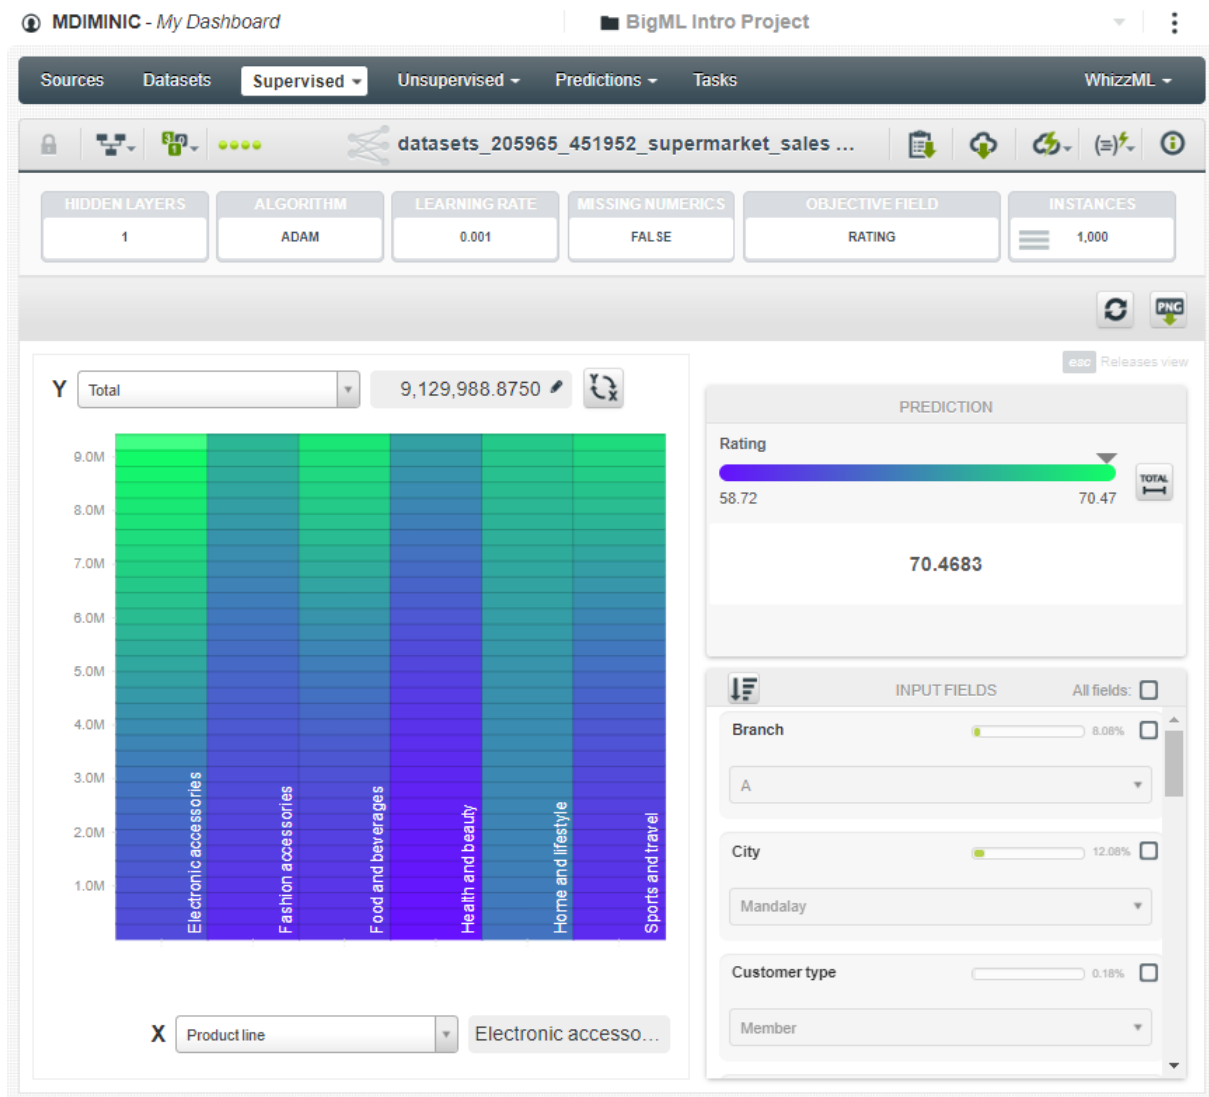 MDIMINIC - My Dashboard
BigML Intro Project
Sources Datasets Supervised Unsupervised Predictions Tasks WhizzML
datasets_205965_451952_supermarket_sales ...
HIDDEN LAYERS ALGORITHM LEARNING RATE MISSING NUMERICS OBJECTIVE FIELD INSTANCES
1 ADAM 0.001 FALSE RATING 1,000
PNG
esc Releases view
Y Total 9,129,988.8750 Y X
PREDICTION
Rating
TOTAL
58.72 70.47
70.4683
9.0M
8.0M
7.0M
6.0M
5.0M
4.0M
3.0M
2.0M
1.0M
Electronic accessories
Fashion accessories
Food and beverages
Health and beauty
Home and lifestyle
Sports and travel
X Product line Electronic accesso...
INPUT FIELDS All fields:
Branch 8.08%
A
City 12.08%
Mandalay
Customer type 0.18%
Member